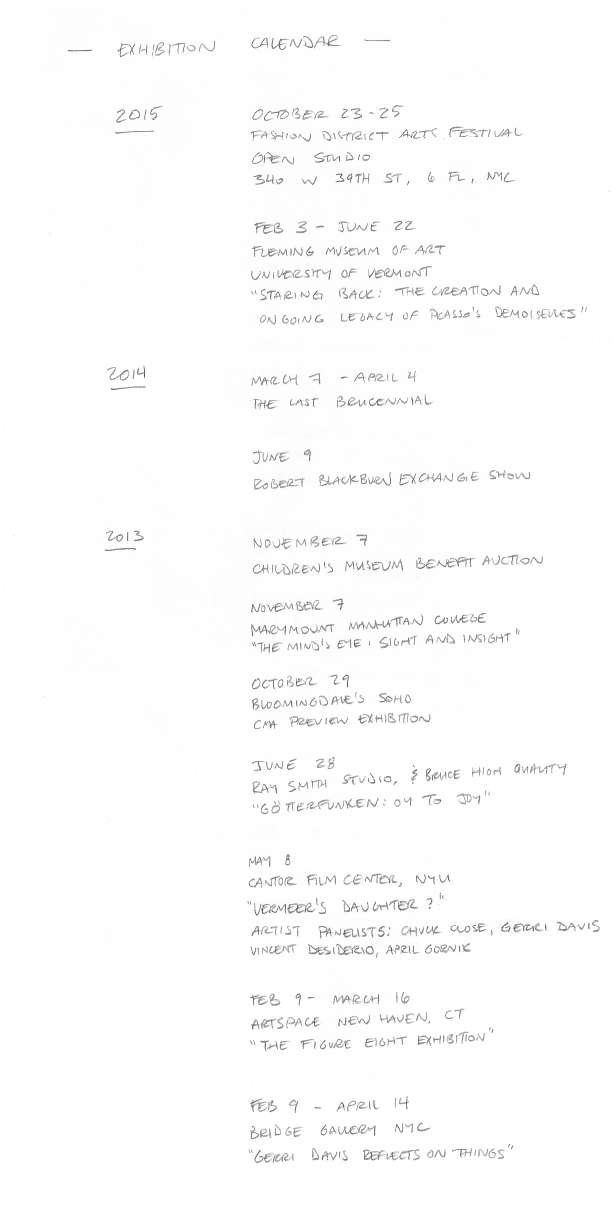 — EXHIBITION CALENDAR —
2015
OCTOBER 23-25
FASHION DISTRICT ARTS FESTIVAL
OPEN STUDIO
340 W 39TH ST, 6 FL, NYC
FEB 3 - JUNE 22
FLEMING MUSEUM OF ART
UNIVERSITY OF VERMONT
"STARING BACK: THE CREATION AND
ONGOING LEGACY OF PICASSO'S DEMOISELLES"
2014
MARCH 7 - APRIL 4
THE LAST BRUCENNIAL
JUNE 9
ROBERT BLACKBURN EXCHANGE SHOW
2013
NOVEMBER 7
CHILDREN'S MUSEUM BENEFIT AUCTION
NOVEMBER 7
MARYMOUNT MANHATTAN COLLEGE
"THE MIND'S EYE: SIGHT AND INSIGHT"
OCTOBER 29
BLOOMINGDALE'S SOHO
CMA PREVIEW EXHIBITION
JUNE 28
RAY SMITH STUDIO, & BRUCE HIGH QUALITY
"GÖTTERFUNKEN: OY TO JOY"
MAY 8
CANTOR FILM CENTER, NYU
"VERMEER'S DAUGHTER?"
ARTIST PANELISTS: CHUCK CLOSE, GERRI DAVIS
VINCENT DESIDERIO, APRIL GORNIK
FEB 9 - MARCH 16
ARTSPACE NEW HAVEN, CT
"THE FIGURE EIGHT EXHIBITION"
FEB 9 - APRIL 14
BRIDGE GALLERY NYC
"GERRI DAVIS REFLECTS ON THINGS"